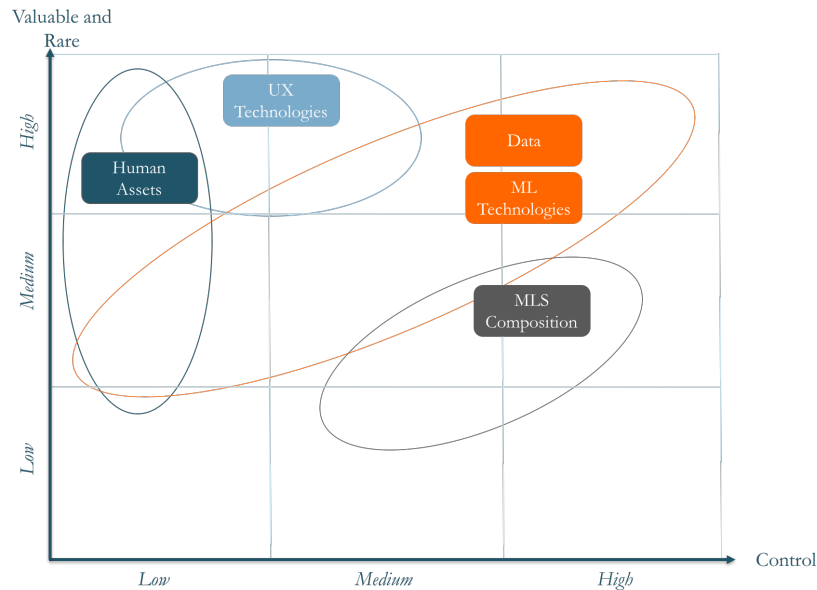 Valuable and
Rare
High
Medium
Low
UX
Technologies
Human
Assets
Data
ML
Technologies
MLS
Composition
Control
Low
Medium
High